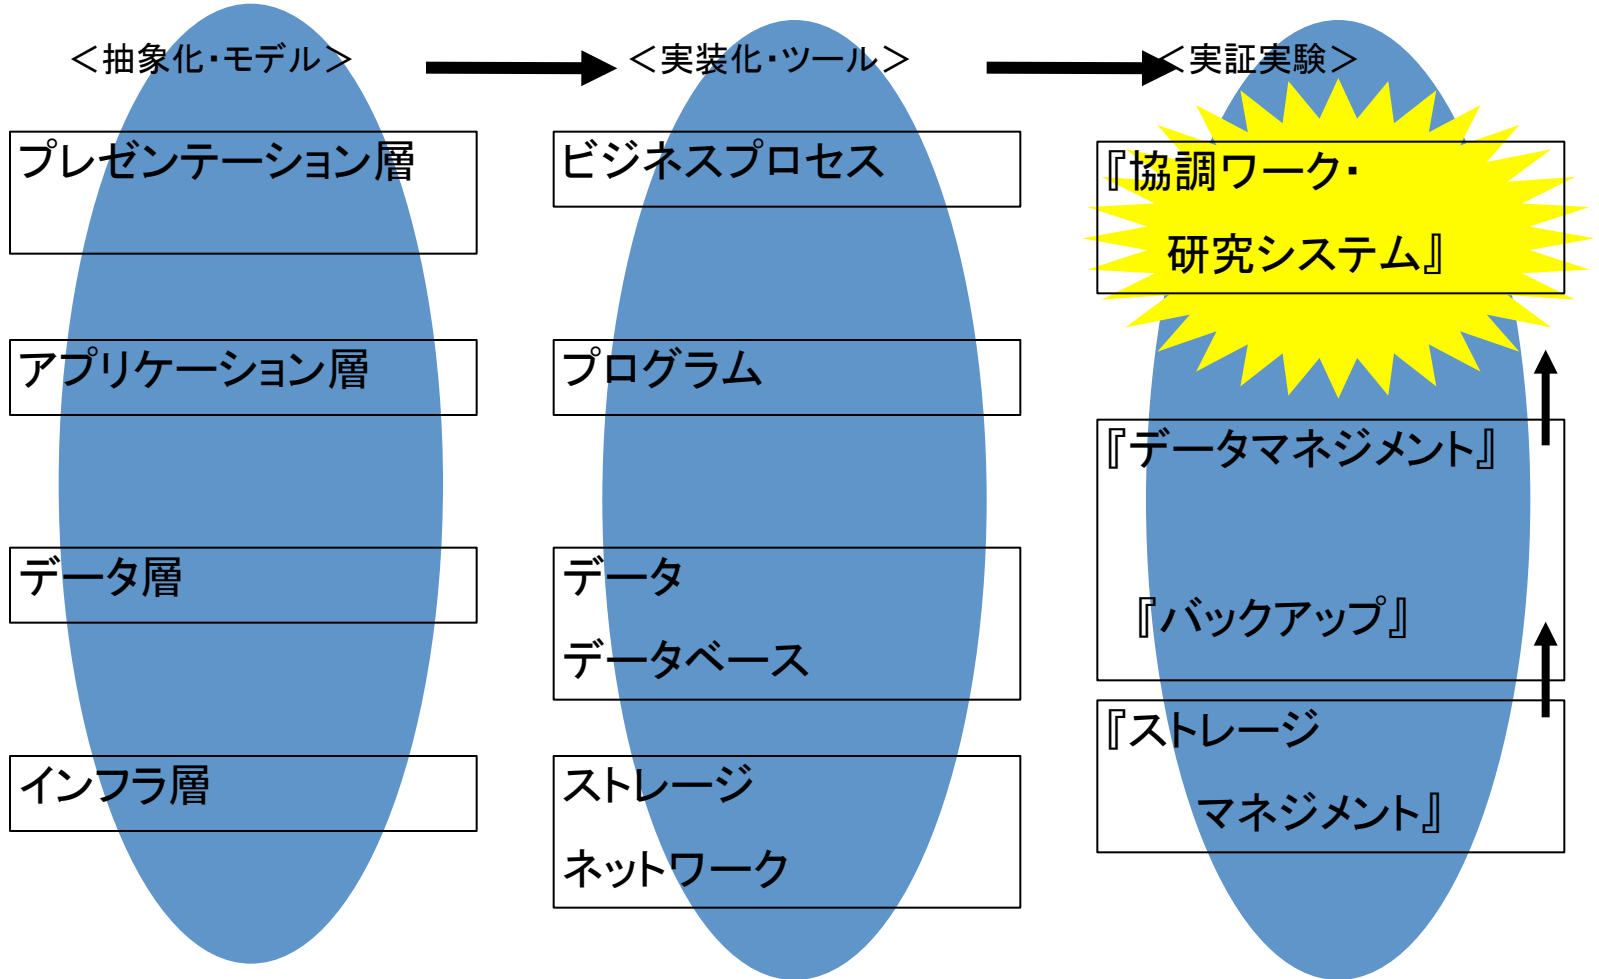 ＜抽象化・モデル＞
プレゼンテーション層
アプリケーション層
データ層
インフラ層
＜実装化・ツール＞
ビジネスプロセス
プログラム
データ
データベース
ストレージ
ネットワーク
＜実証実験＞
『協調ワーク・
研究システム』
『データマネジメント』
『バックアップ』
『ストレージ
マネジメント』